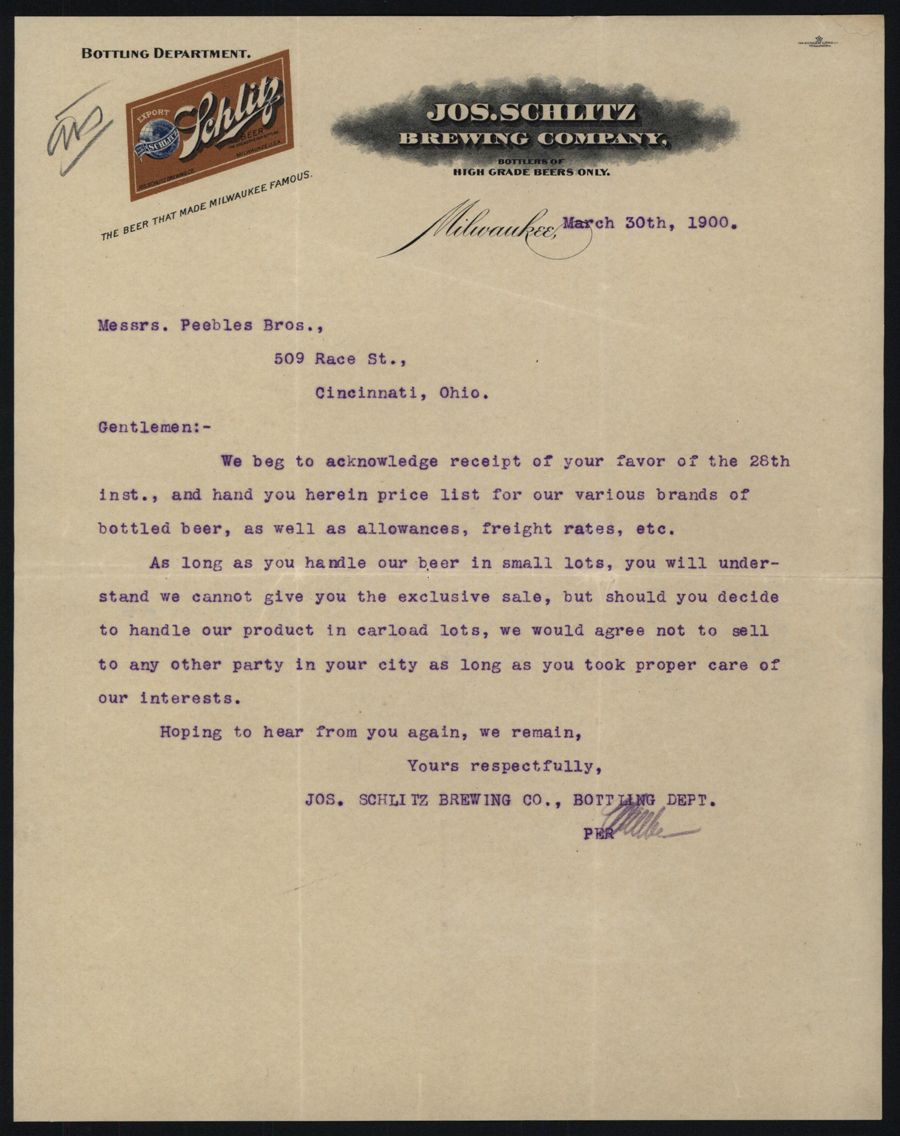 BOTTLING DEPARTMENT.
EXPORT
Schlitz
SCHLITZ
BEER
MILWAUKEE U.S.A.
THE BEER THAT MADE MILWAUKEE FAMOUS.
JOS. SCHLITZ
BREWING COMPANY,
BOTTLERS OF
HIGH GRADE BEERS ONLY.
Milwaukee, March 30th, 1900.
Messrs. Peebles Bros.,
509 Race St.,
Cincinnati, Ohio.
Gentlemen:-
We beg to acknowledge receipt of your favor of the 28th
inst., and hand you herein price list for our various brands of
bottled beer, as well as allowances, freight rates, etc.
As long as you handle our beer in small lots, you will under-
stand we cannot give you the exclusive sale, but should you decide
to handle our product in carload lots, we would agree not to sell
to any other party in your city as long as you took proper care of
our interests.
Hoping to hear from you again, we remain,
Yours respectfully,
JOS. SCHLITZ BREWING CO., BOTTLING DEPT.
PER